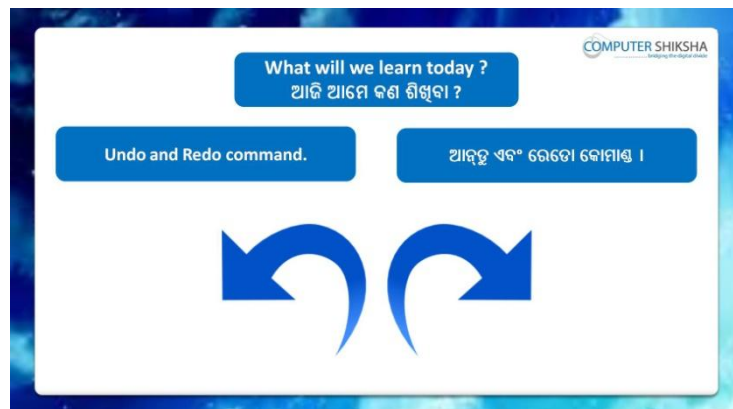 COMPUTER SHIKSHA
bridging the digital divide
What will we learn today ?
ଆଜି ଆମେ କଣ ଶିଖିବା ?
Undo and Redo command.
ଆନ୍‌ଡୁ ଏବଂ ରେଡୋ କୋମାଣ୍ଡ ।